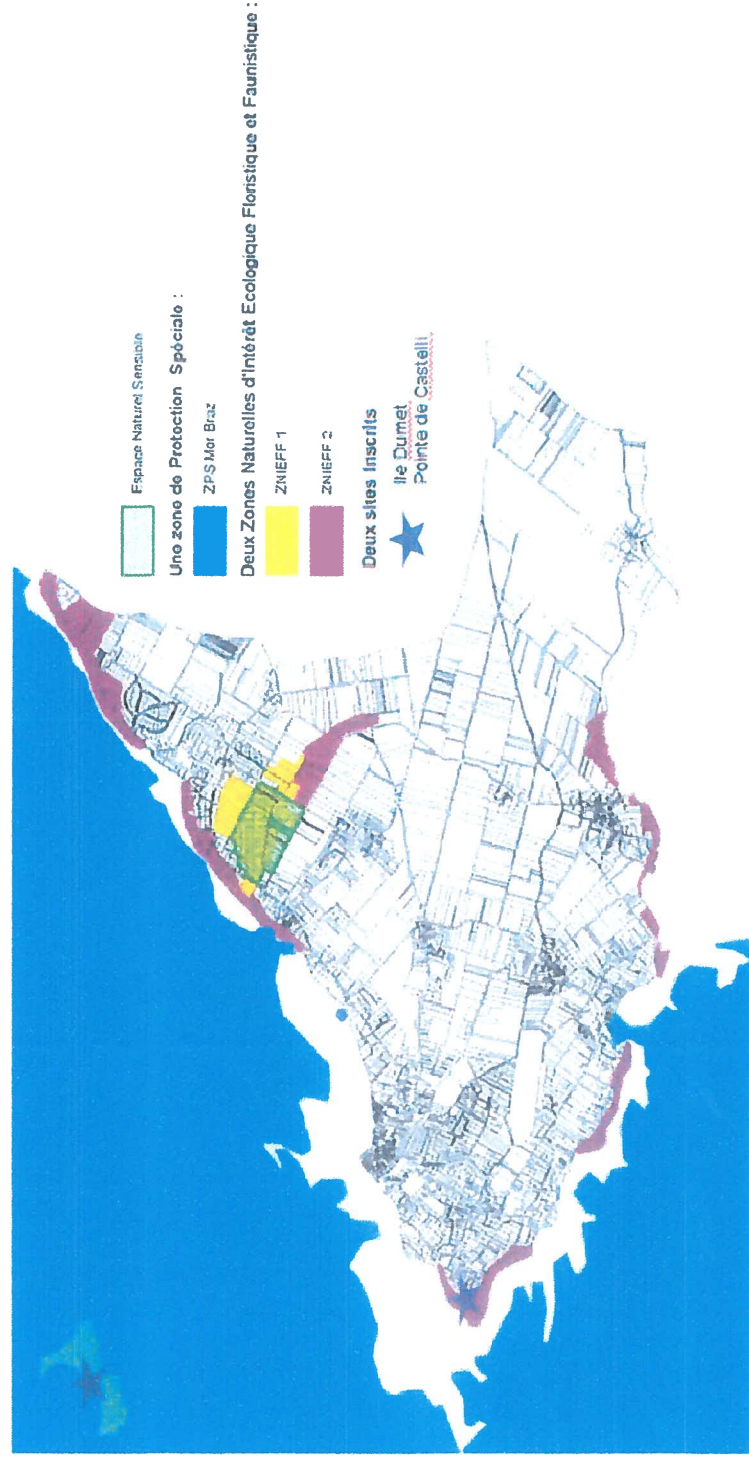 Espace Naturel Sensible
Une zone de Protection Spéciale :
ZPS Mor Braz
Deux Zones Naturelles d'Intérêt Ecologique Floristique et Faunistique :
ZNIEFF 1
ZNIEFF 2
Deux sites Inscrits
Ile Dumet
Pointe de Castelli